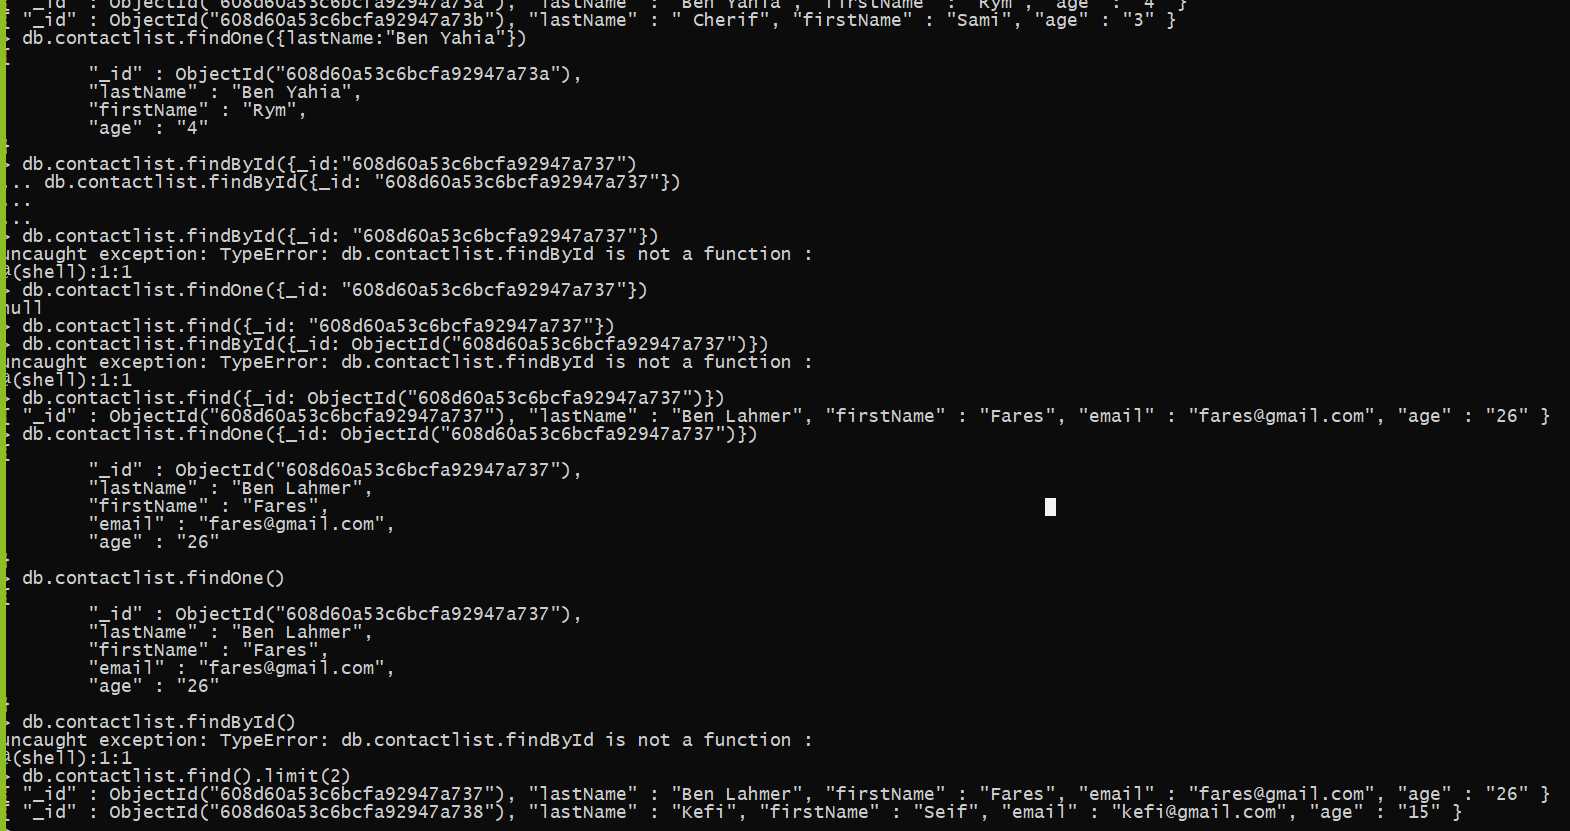 "_id" : ObjectId("608d60a53c6bcfa92947a73a"), "lastName" : "Ben Yahia", "firstName" : "Rym", "age" : "4" }
{ "_id" : ObjectId("608d60a53c6bcfa92947a73b"), "lastName" : " Cherif", "firstName" : "Sami", "age" : "3" }
> db.contactlist.findOne({lastName:"Ben Yahia"})
{
"_id" : ObjectId("608d60a53c6bcfa92947a73a"),
"lastName" : "Ben Yahia",
"firstName" : "Rym",
"age" : "4"
}
> db.contactlist.findById({_id:"608d60a53c6bcfa92947a737")
... db.contactlist.findById({_id: "608d60a53c6bcfa92947a737"})
...
...
> db.contactlist.findById({_id: "608d60a53c6bcfa92947a737"})
uncaught exception: TypeError: db.contactlist.findById is not a function :
@(shell):1:1
> db.contactlist.findOne({_id: "608d60a53c6bcfa92947a737"})
null
> db.contactlist.find({_id: "608d60a53c6bcfa92947a737"})
> db.contactlist.findById({_id: ObjectId("608d60a53c6bcfa92947a737")})
uncaught exception: TypeError: db.contactlist.findById is not a function :
@(shell):1:1
> db.contactlist.find({_id: ObjectId("608d60a53c6bcfa92947a737")})
{ "_id" : ObjectId("608d60a53c6bcfa92947a737"), "lastName" : "Ben Lahmer", "firstName" : "Fares", "email" : "fares@gmail.com", "age" : "26" }
> db.contactlist.findOne({_id: ObjectId("608d60a53c6bcfa92947a737")})
{
"_id" : ObjectId("608d60a53c6bcfa92947a737"),
"lastName" : "Ben Lahmer",
"firstName" : "Fares",
"email" : "fares@gmail.com",
"age" : "26"
}
> db.contactlist.findOne()
{
"_id" : ObjectId("608d60a53c6bcfa92947a737"),
"lastName" : "Ben Lahmer",
"firstName" : "Fares",
"email" : "fares@gmail.com",
"age" : "26"
}
> db.contactlist.findById()
uncaught exception: TypeError: db.contactlist.findById is not a function :
@(shell):1:1
> db.contactlist.find().limit(2)
{ "_id" : ObjectId("608d60a53c6bcfa92947a737"), "lastName" : "Ben Lahmer", "firstName" : "Fares", "email" : "fares@gmail.com", "age" : "26" }
{ "_id" : ObjectId("608d60a53c6bcfa92947a738"), "lastName" : "Kefi", "firstName" : "Seif", "email" : "kefi@gmail.com", "age" : "15" }